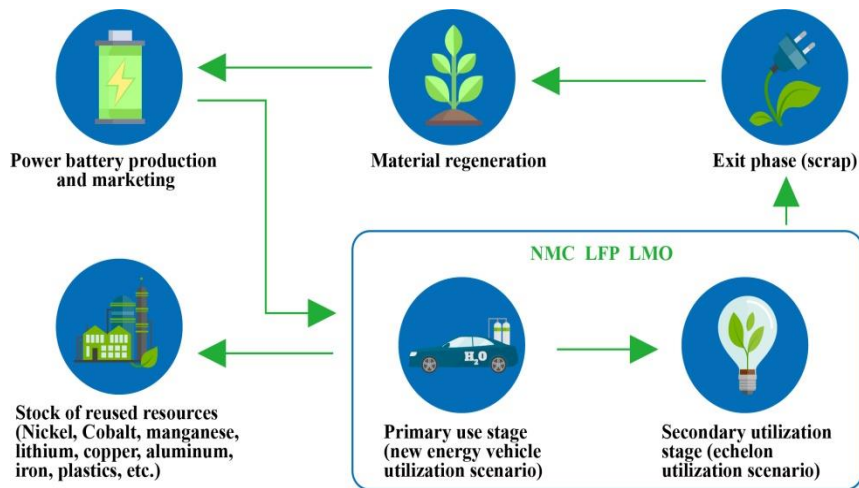 Power battery production
and marketing
Material regeneration
Exit phase (scrap)
NMC LFP LMO
H₂O
Stock of reused resources
(Nickel, Cobalt, manganese,
lithium, copper, aluminum,
iron, plastics, etc.)
Primary use stage
(new energy vehicle
utilization scenario)
Secondary utilization
stage (echelon
utilization scenario)